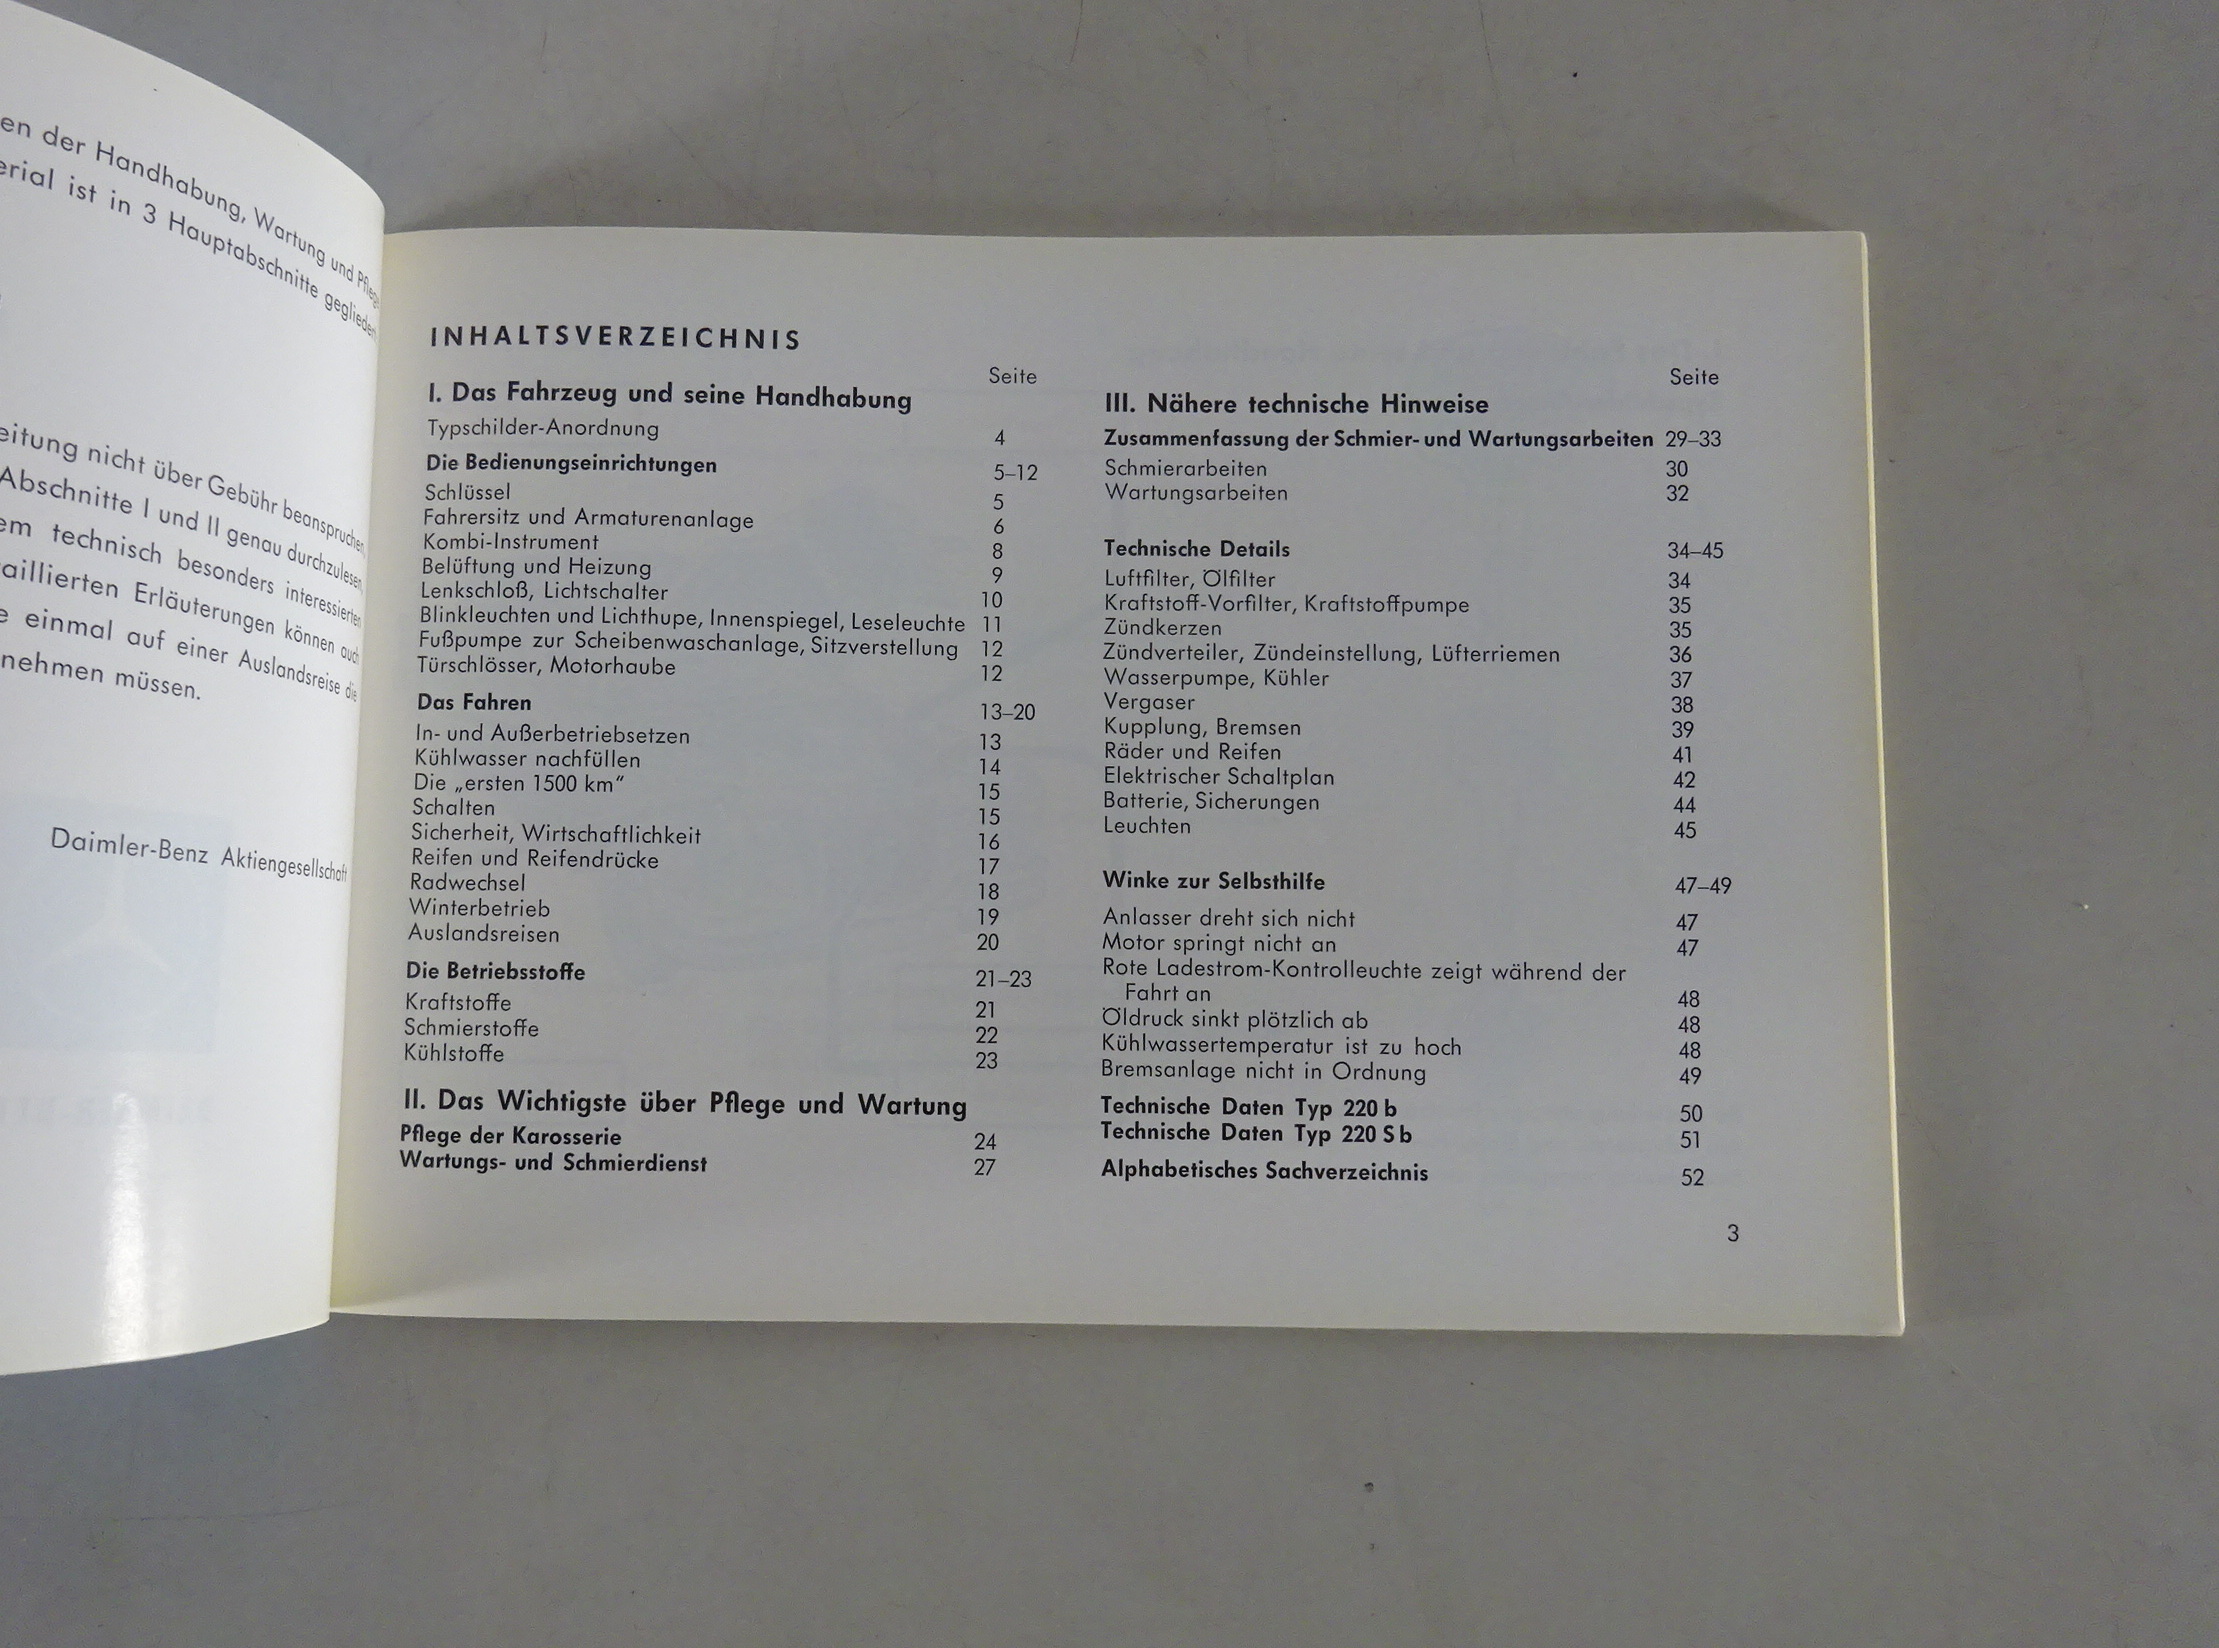 en der Handhabung, Wartung und Pflege
erial ist in 3 Hauptabschnitte gegliedert
eitung nicht über Gebühr beanspruchen,
Abschnitte I und II genau durchzulesen,
em technisch besonders interessierten
aillierten Erläuterungen können auch
e einmal auf einer Auslandsreise die
nehmen müssen.
Daimler-Benz Aktiengesellschaft
INHALTSVERZEICHNIS
Seite
I. Das Fahrzeug und seine Handhabung
Typschilder-Anordnung 4
Die Bedienungseinrichtungen 5–12
Schlüssel 5
Fahrersitz und Armaturenanlage 6
Kombi-Instrument 8
Belüftung und Heizung 9
Lenkschloß, Lichtschalter 10
Blinkleuchten und Lichthupe, Innenspiegel, Leseleuchte 11
Fußpumpe zur Scheibenwaschanlage, Sitzverstellung 12
Türschlösser, Motorhaube 12
Das Fahren 13–20
In- und Außerbetriebsetzen 13
Kühlwasser nachfüllen 14
Die „ersten 1500 km“ 15
Schalten 15
Sicherheit, Wirtschaftlichkeit 16
Reifen und Reifendrücke 17
Radwechsel 18
Winterbetrieb 19
Auslandsreisen 20
Die Betriebsstoffe 21–23
Kraftstoffe 21
Schmierstoffe 22
Kühlstoffe 23
II. Das Wichtigste über Pflege und Wartung
Pflege der Karosserie 24
Wartungs- und Schmierdienst 27
Seite
III. Nähere technische Hinweise
Zusammenfassung der Schmier- und Wartungsarbeiten 29–33
Schmierarbeiten 30
Wartungsarbeiten 32
Technische Details 34–45
Luftfilter, Ölfilter 34
Kraftstoff-Vorfilter, Kraftstoffpumpe 35
Zündkerzen 35
Zündverteiler, Zündeinstellung, Lüfterriemen 36
Wasserpumpe, Kühler 37
Vergaser 38
Kupplung, Bremsen 39
Räder und Reifen 41
Elektrischer Schaltplan 42
Batterie, Sicherungen 44
Leuchten 45
Winke zur Selbsthilfe 47–49
Anlasser dreht sich nicht 47
Motor springt nicht an 47
Rote Ladestrom-Kontrolleuchte zeigt während der
Fahrt an 48
Öldruck sinkt plötzlich ab 48
Kühlwassertemperatur ist zu hoch 48
Bremsanlage nicht in Ordnung 49
Technische Daten Typ 220 b 50
Technische Daten Typ 220 S b 51
Alphabetisches Sachverzeichnis 52
3